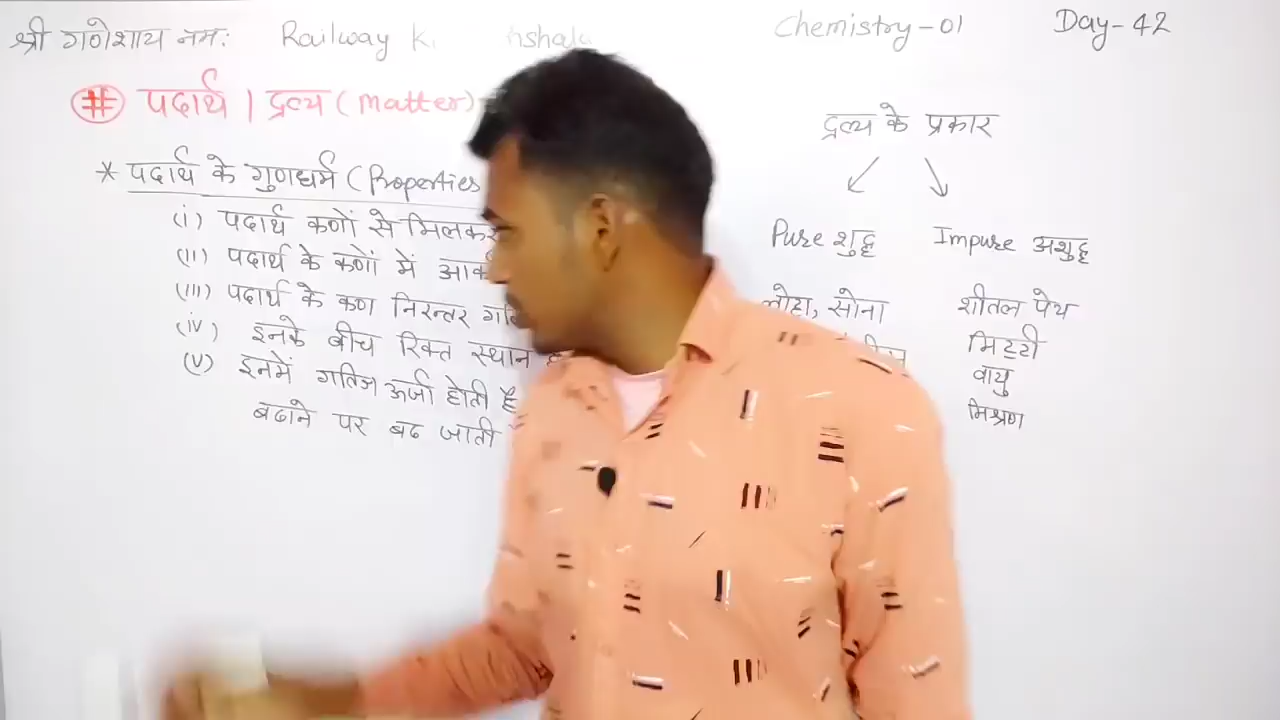 श्री गणेशाय नम: Railway Chemistry-01 Day-42
# पदार्थ | द्रव्य (Matter)
* पदार्थ के गुणधर्म (Properties
(i) पदार्थ कणों से मिलकर
(ii) पदार्थ के कणों में
(iii) पदार्थ के कण निरन्तर
(iv) इनके बीच रिक्त स्थान
(v) इनमें गतिज ऊर्जा होती है
बढाने पर बढ जाती
द्रव्य के प्रकार
Pure शुद्ध Impure अशुद्ध
लोहा, सोना शीतल पेय
मिट्टी
वायु
मिश्रण